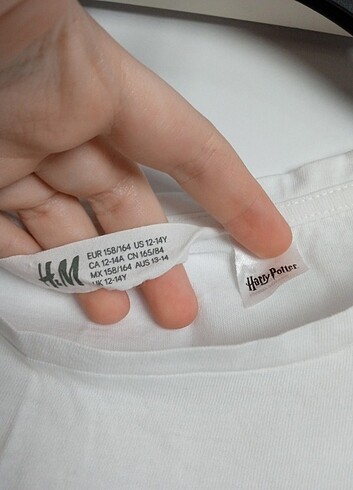 H&M
EUR 158/164 US 12-14Y
CA 12-14A CN 165/84
MX 158/164 AUS 13-14
UK 12-14Y
Harry Potter